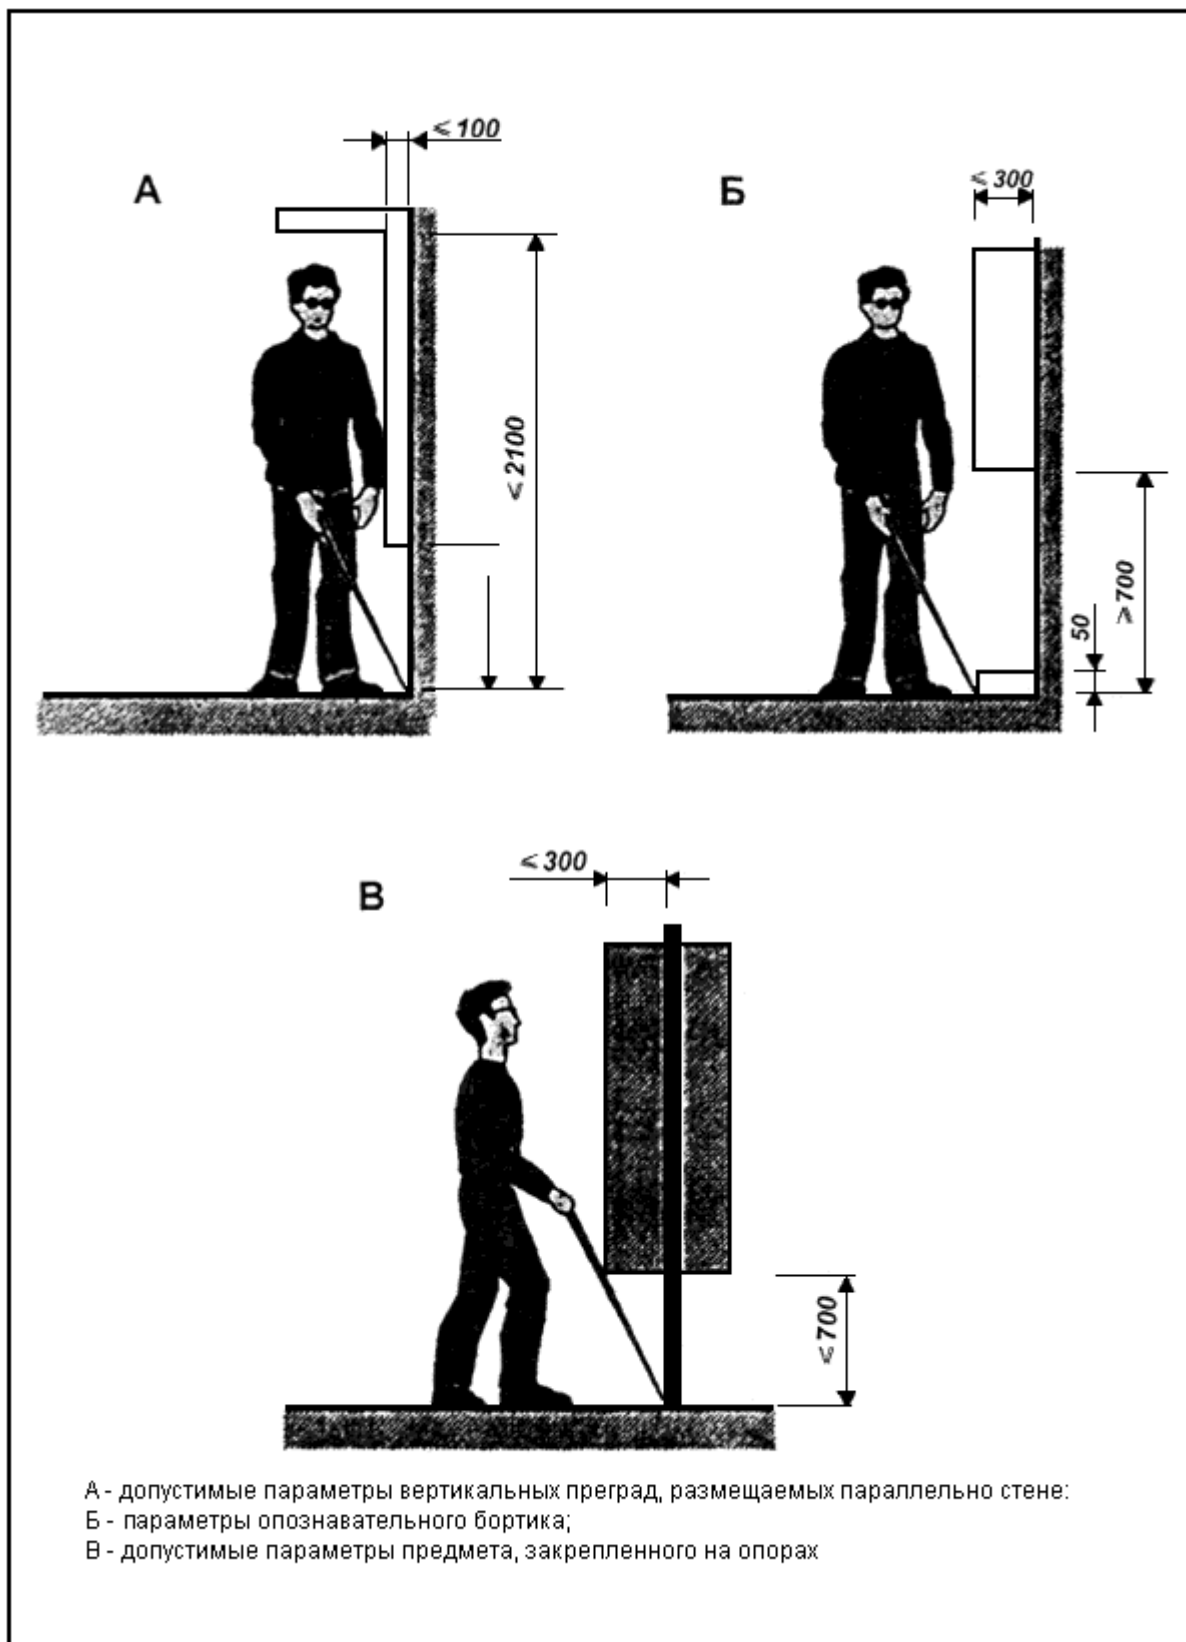 ≤100
А
≤2100
Б
≤300
≥700
50
В
≤300
≤700
А - допустимые параметры вертикальных преград, размещаемых параллельно стене:
Б - параметры опознавательного бортика;
В - допустимые параметры предмета, закрепленного на опорах